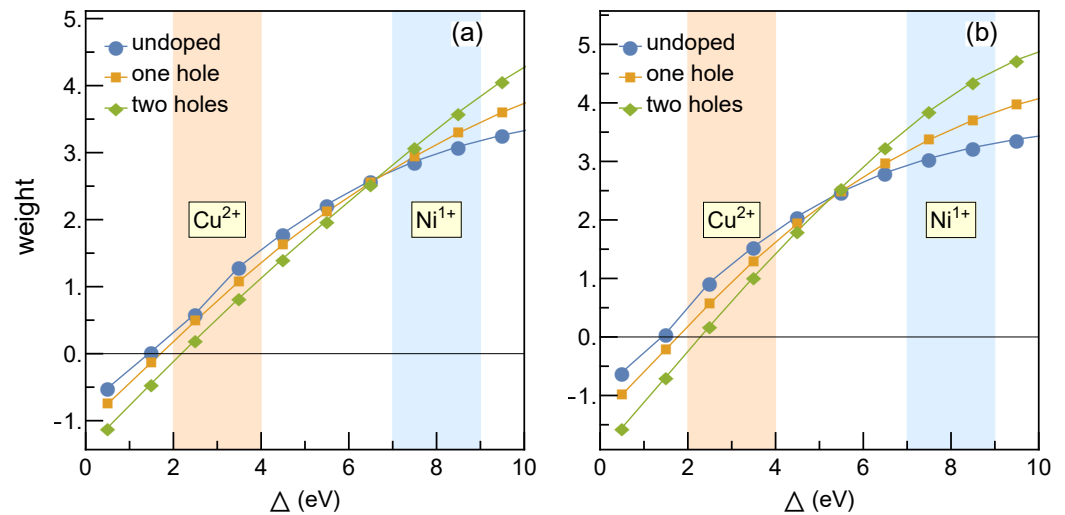 (a)
undoped
one hole
two holes
Cu2+
Ni1+
weight
5.
4.
3.
2.
1.
0.
-1.
0 2 4 6 8 10
Δ (eV)
(b)
undoped
one hole
two holes
Cu2+
Ni1+
5.
4.
3.
2.
1.
0.
-1.
0 2 4 6 8 10
Δ (eV)